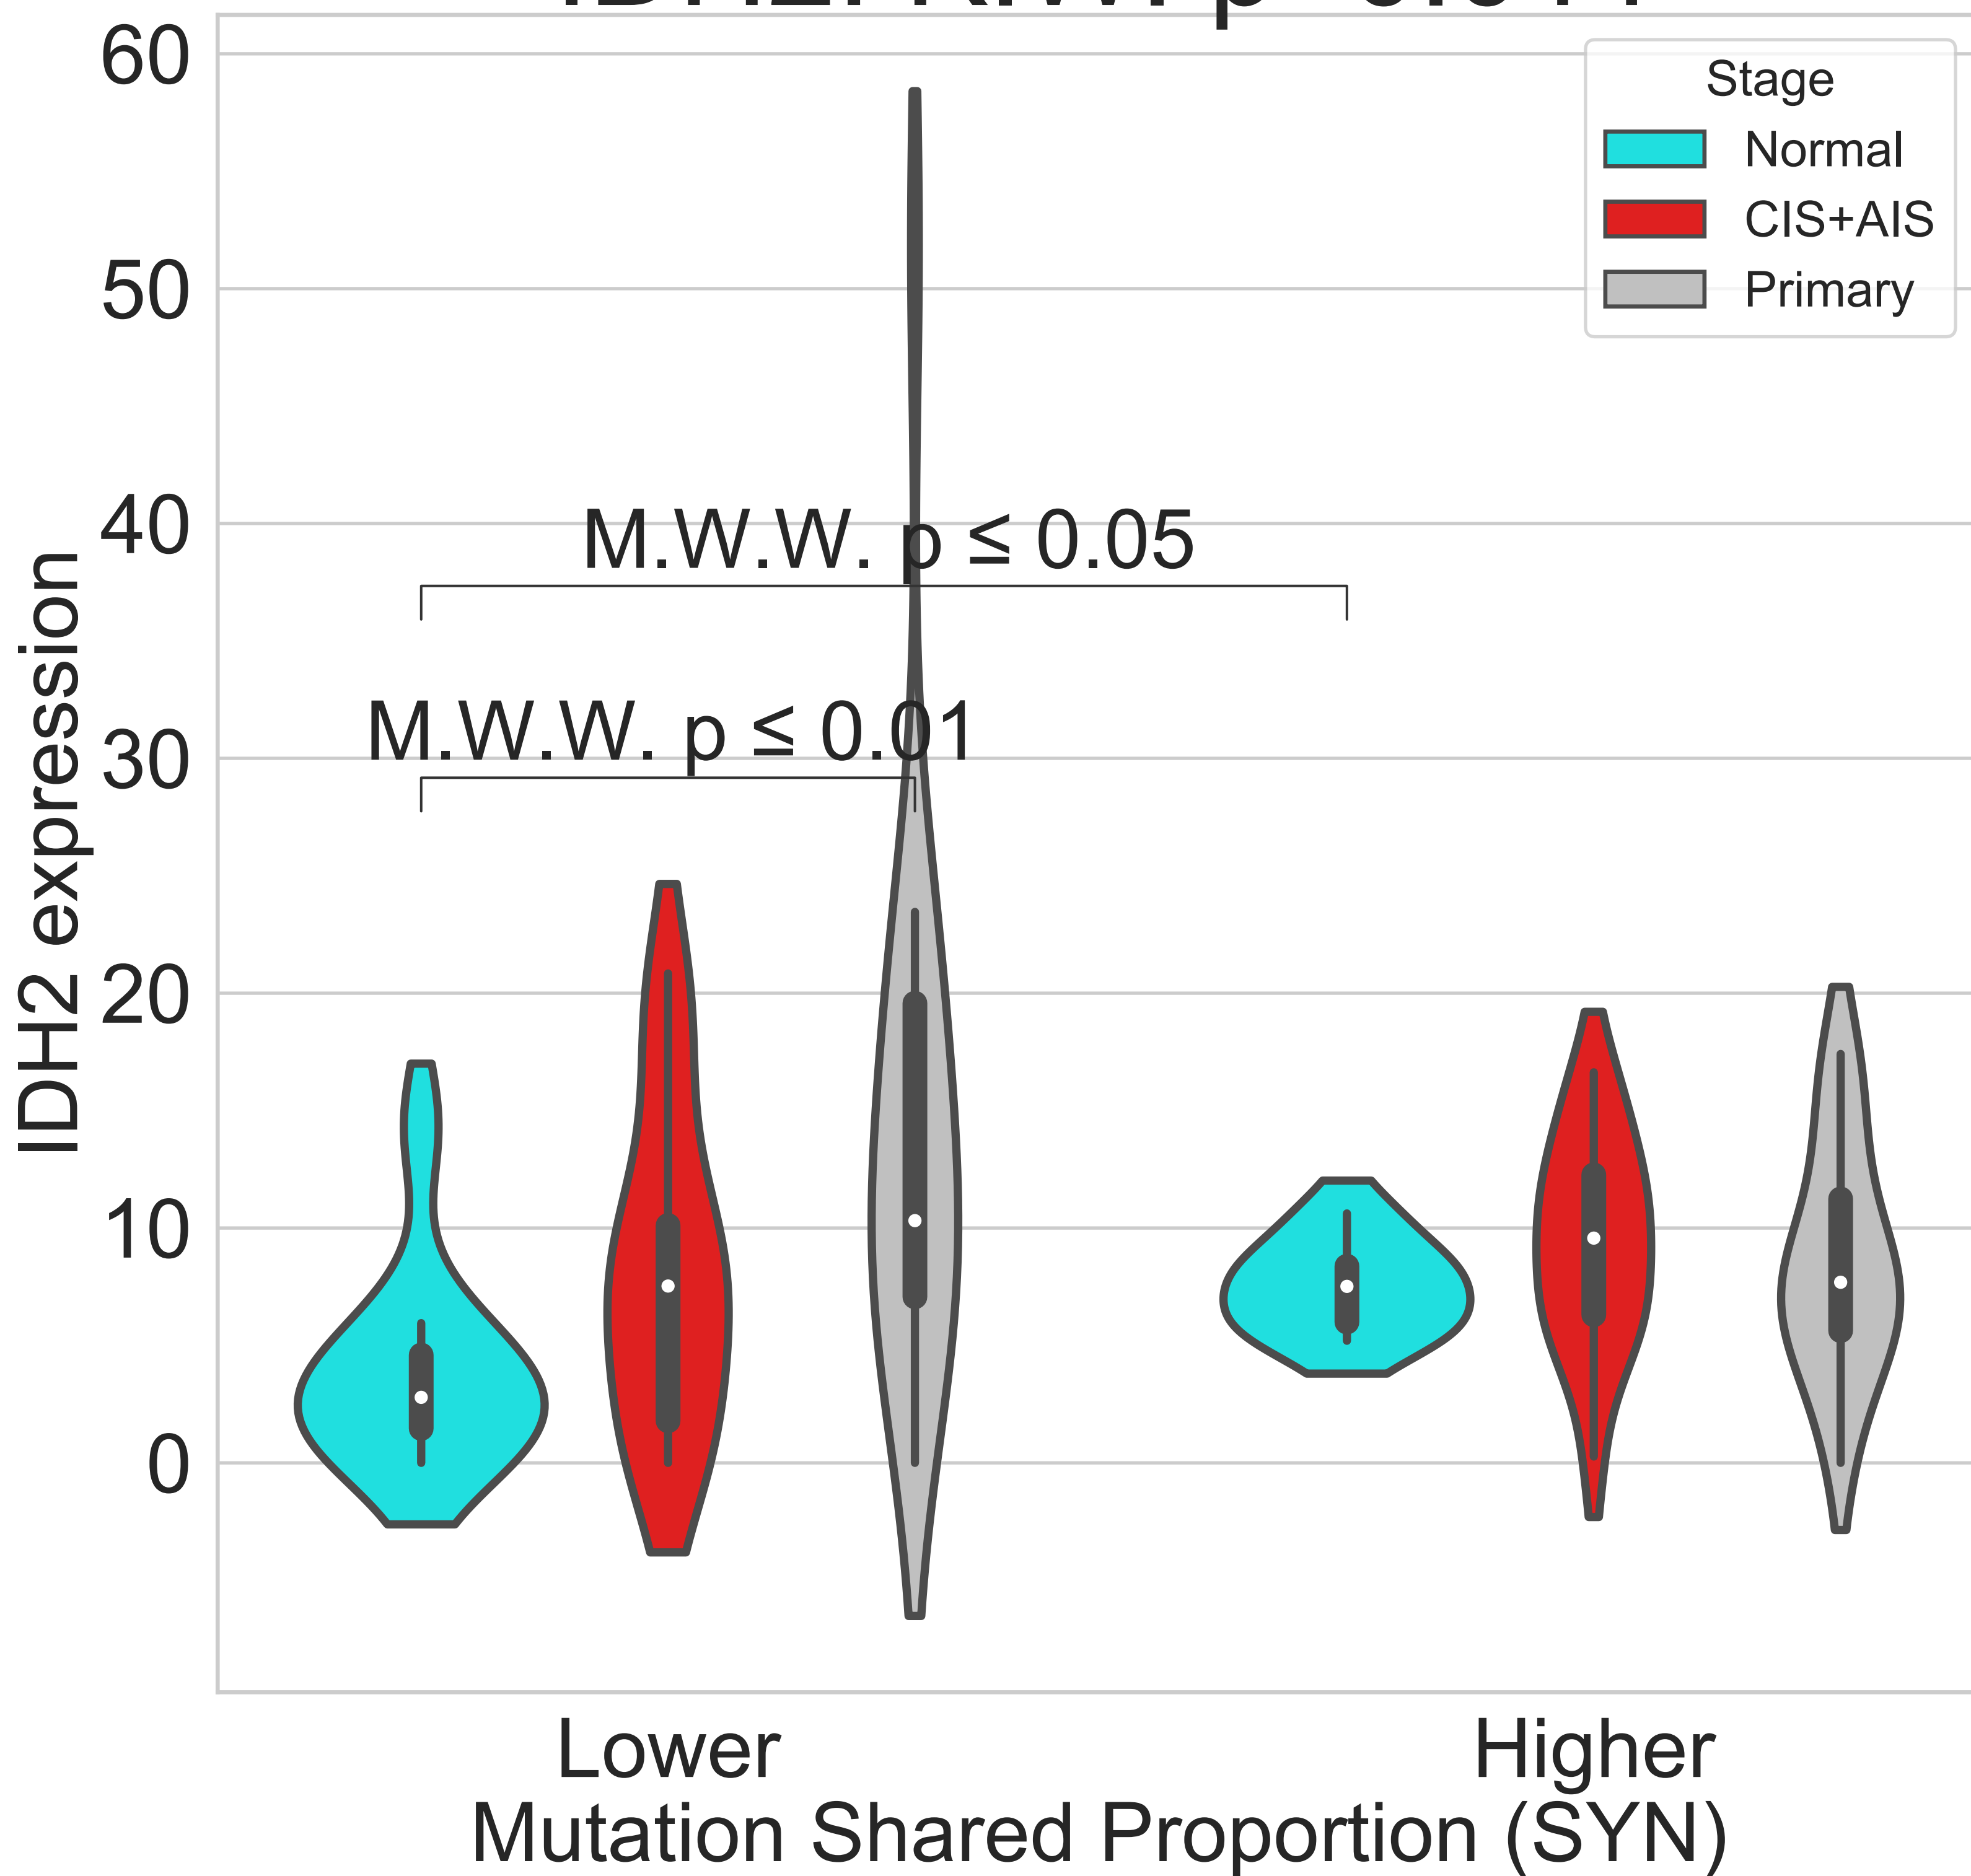 60
50
40
30
20
10
0
IDH2 expression
Stage
Normal
CIS+AIS
Primary
M.W.W. p ≤ 0.05
M.W.W. p ≤ 0.01
Lower
Higher
Mutation Shared Proportion (SYN)